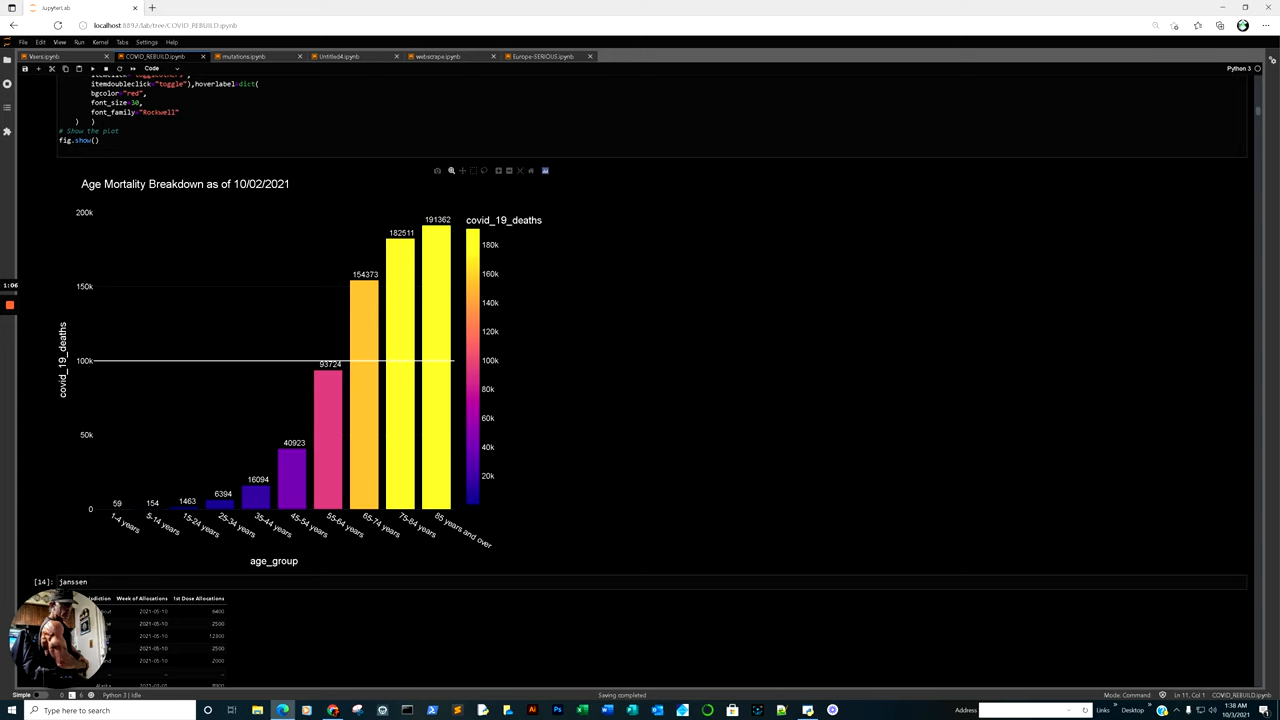 JupyterLab
localhost:8892/lab/tree/COVID_REBUILD.ipynb
File Edit View Run Kernel Tabs Settings Help
Vaers.ipynb COVID_REBUILD.ipynb mutations.ipynb Untitled4.ipynb webscrape.ipynb Europe-SERIOUS.ipynb
Code Python 3
itemdoubleclick="toggle"),hoverlabel=dict(
bgcolor="red",
font_size=30,
font_family="Rockwell"
) )
# Show the plot
fig.show()
Age Mortality Breakdown as of 10/02/2021
covid_19_deaths
200k
150k
100k
50k
0
59
154
1463
6394
16094
40923
93724
154373
182511
191362
1-4 years
5-14 years
15-24 years
25-34 years
35-44 years
45-54 years
55-64 years
65-74 years
75-84 years
85 years and over
age_group
covid_19_deaths
180k
160k
140k
120k
100k
80k
60k
40k
20k
1:06
[14]: janssen
Week of Allocations 1st Dose Allocations
2021-05-10 6400
2021-05-10 2500
2021-05-10 12300
2021-05-10 2500
2021-05-10 2000
... ...
Simple 0 6 Python 3 | Idle Saving completed Mode: Command Ln 11, Col 1 COVID_REBUILD.ipynb
Type here to search
Address Links Desktop
1:38 AM
10/3/2021